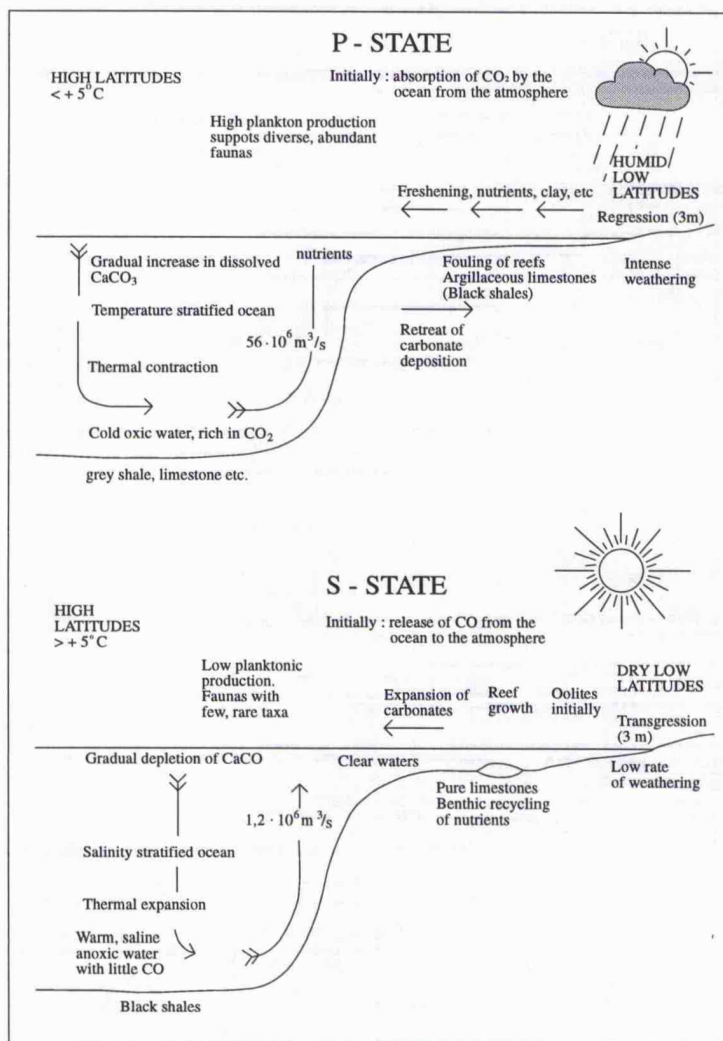 P - STATE
HIGH LATITUDES
< + 5°C
Initially : absorption of CO₂ by the
ocean from the atmosphere
High plankton production
suppots diverse, abundant
faunas
HUMID
LOW
LATITUDES
Freshening, nutrients, clay, etc
Regression (3m)
Gradual increase in dissolved
CaCO₃
nutrients
Fouling of reefs
Argillaceous limestones
(Black shales)
Intense
weathering
Temperature stratified ocean
56 · 10⁶ m³/s
Retreat of
carbonate
deposition
Thermal contraction
Cold oxic water, rich in CO₂
grey shale, limestone etc.
S - STATE
HIGH
LATITUDES
> + 5°C
Initially : release of CO from the
ocean to the atmosphere
Low planktonic
production.
Faunas with
few, rare taxa
Expansion of
carbonates
Reef
growth
Oolites
initially
DRY LOW
LATITUDES
Transgression
(3 m)
Gradual depletion of CaCO
Clear waters
Low rate
of weathering
Pure limestones
Benthic recycling
of nutrients
1,2 · 10⁶ m³/s
Salinity stratified ocean
Thermal expansion
Warm, saline
anoxic water
with little CO
Black shales